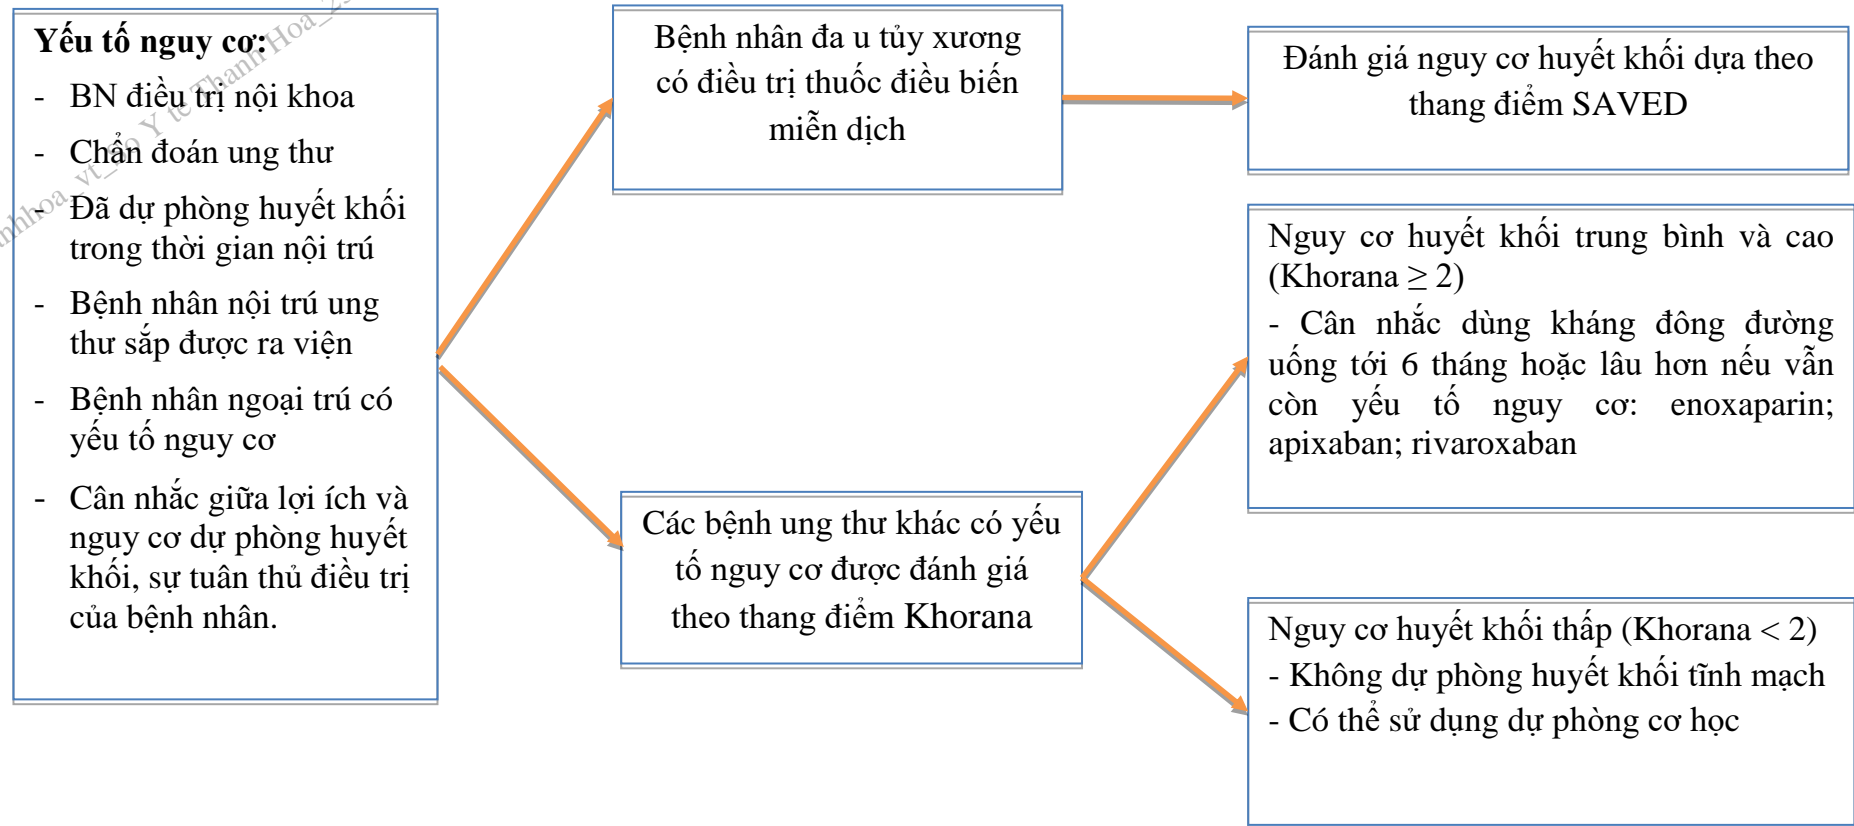 Yếu tố nguy cơ:
- BN điều trị nội khoa
- Chẩn đoán ung thư
- Đã dự phòng huyết khối
trong thời gian nội trú
- Bệnh nhân nội trú ung
thư sắp được ra viện
- Bệnh nhân ngoại trú có
yếu tố nguy cơ
- Cân nhắc giữa lợi ích và
nguy cơ dự phòng huyết
khối, sự tuân thủ điều trị
của bệnh nhân.
Bệnh nhân đa u tủy xương
có điều trị thuốc điều biến
miễn dịch
Đánh giá nguy cơ huyết khối dựa theo
thang điểm SAVED
Các bệnh ung thư khác có yếu
tố nguy cơ được đánh giá
theo thang điểm Khorana
Nguy cơ huyết khối trung bình và cao
(Khorana ≥ 2)
- Cân nhắc dùng kháng đông đường
uống tới 6 tháng hoặc lâu hơn nếu vẫn
còn yếu tố nguy cơ: enoxaparin;
apixaban; rivaroxaban
Nguy cơ huyết khối thấp (Khorana < 2)
- Không dự phòng huyết khối tĩnh mạch
- Có thể sử dụng dự phòng cơ học